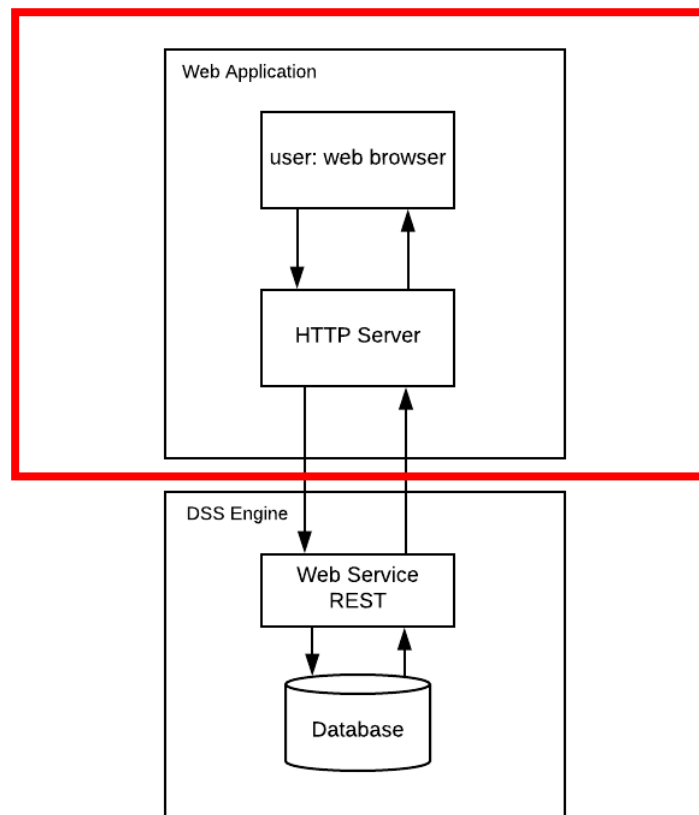 Web Application
user: web browser
HTTP Server
DSS Engine
Web Service
REST
Database